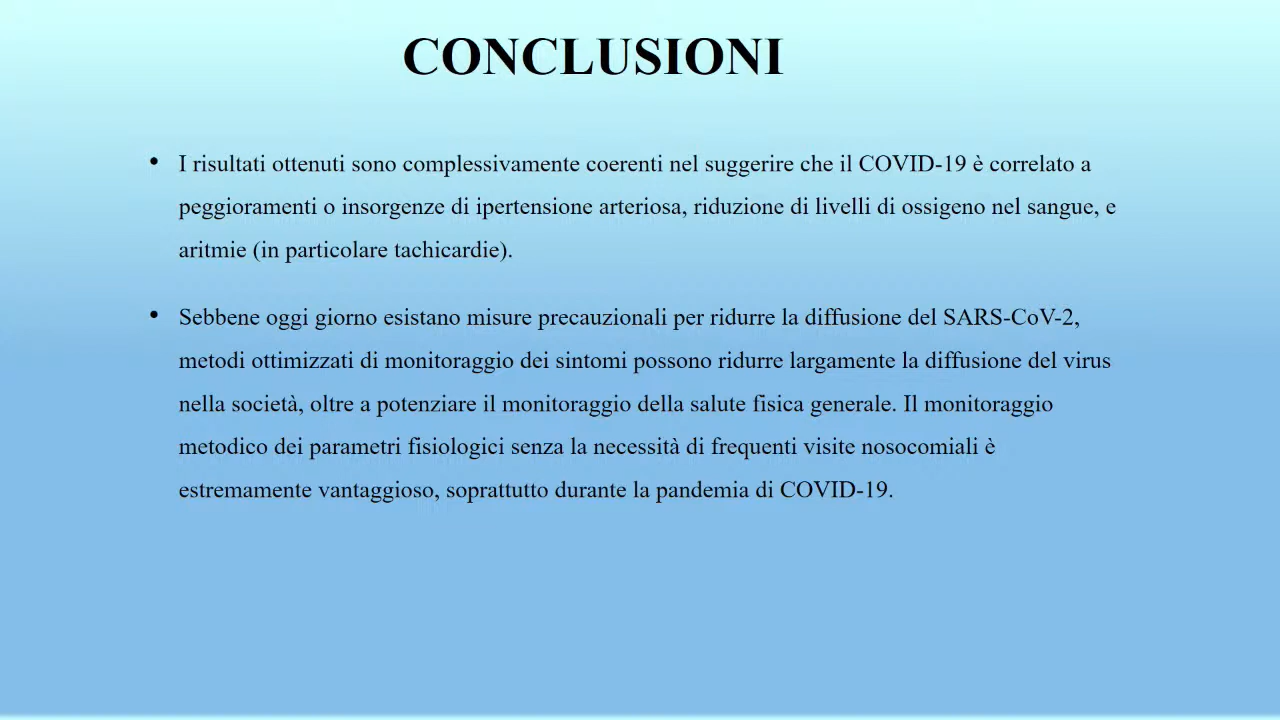 CONCLUSIONI
• I risultati ottenuti sono complessivamente coerenti nel suggerire che il COVID-19 è correlato a
peggioramenti o insorgenze di ipertensione arteriosa, riduzione di livelli di ossigeno nel sangue, e
aritmie (in particolare tachicardie).
• Sebbene oggi giorno esistano misure precauzionali per ridurre la diffusione del SARS-CoV-2,
metodi ottimizzati di monitoraggio dei sintomi possono ridurre largamente la diffusione del virus
nella società, oltre a potenziare il monitoraggio della salute fisica generale. Il monitoraggio
metodico dei parametri fisiologici senza la necessità di frequenti visite nosocomiali è
estremamente vantaggioso, soprattutto durante la pandemia di COVID-19.